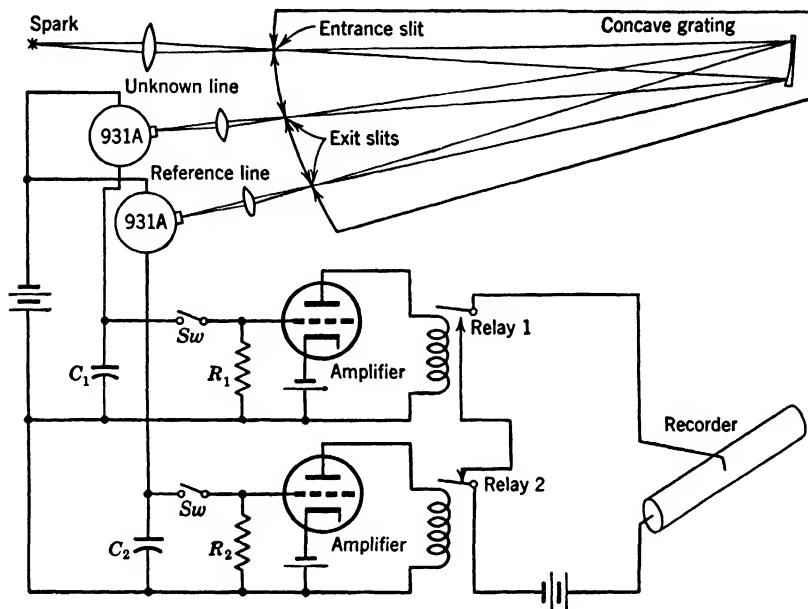 Spark
Entrance slit
Concave grating
Unknown line
931A
Exit slits
Reference line
931A
Sw
Relay 1
C₁
R₁
Amplifier
Recorder
Sw
Relay 2
C₂
R₂
Amplifier